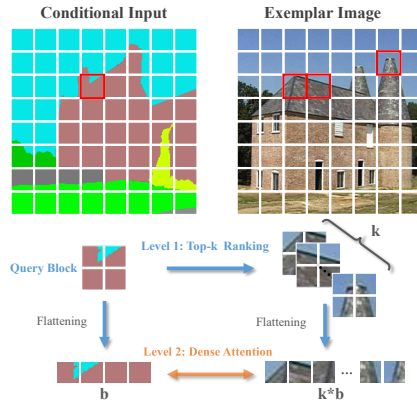 Conditional Input
Exemplar Image
k
Level 1: Top-k Ranking
Query Block
Flattening
Flattening
Level 2: Dense Attention
...
b
k*b